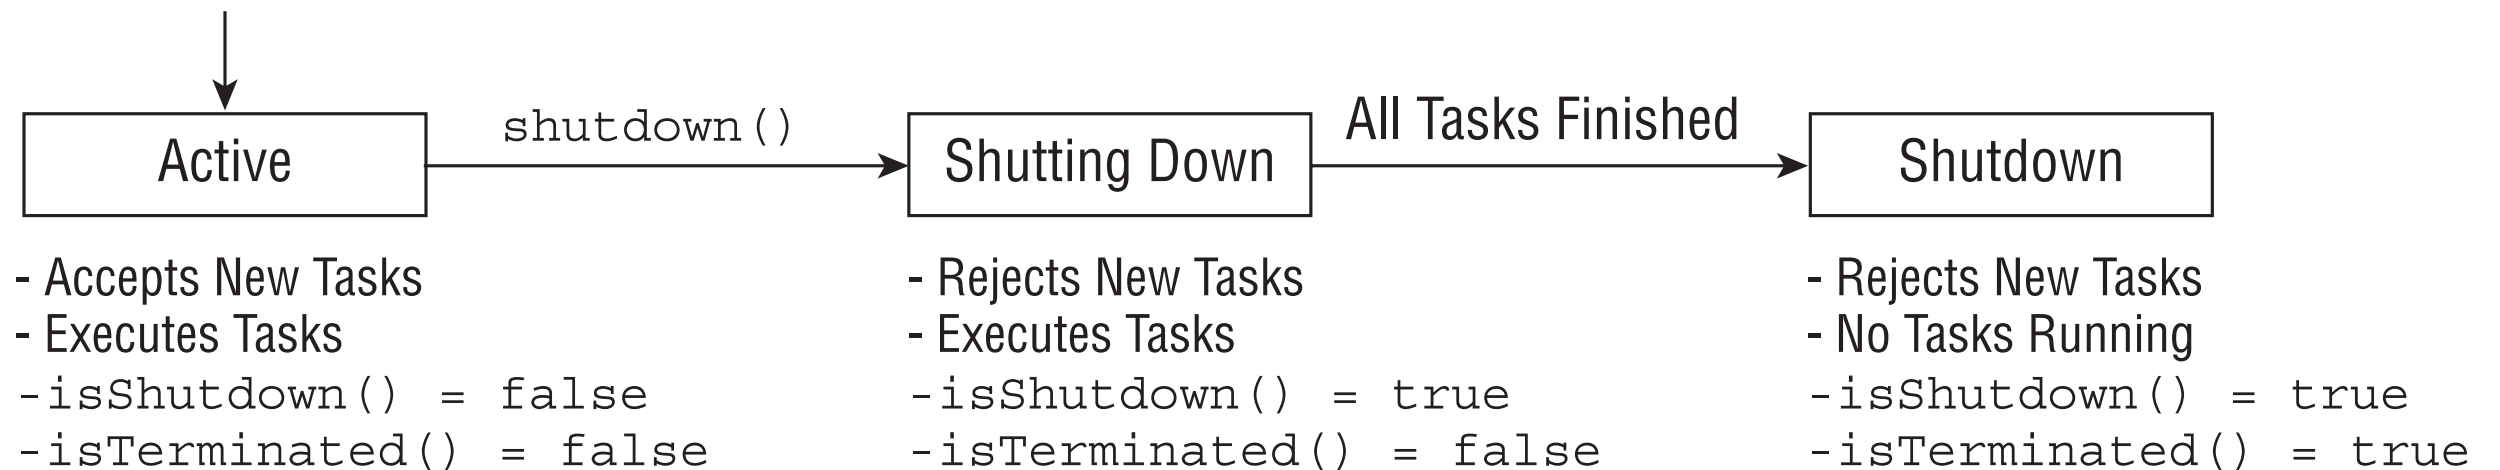 Active
shutdown()
Shutting Down
All Tasks Finished
Shutdown
-Accepts New Tasks
-Executes Tasks
-isShutdown() = false
-isTerminated() = false
-Rejects New Tasks
-Executes Tasks
-isShutdown() = true
-isTerminated() = false
-Rejects New Tasks
-No Tasks Running
-isShutdown() = true
-isTerminated() = true